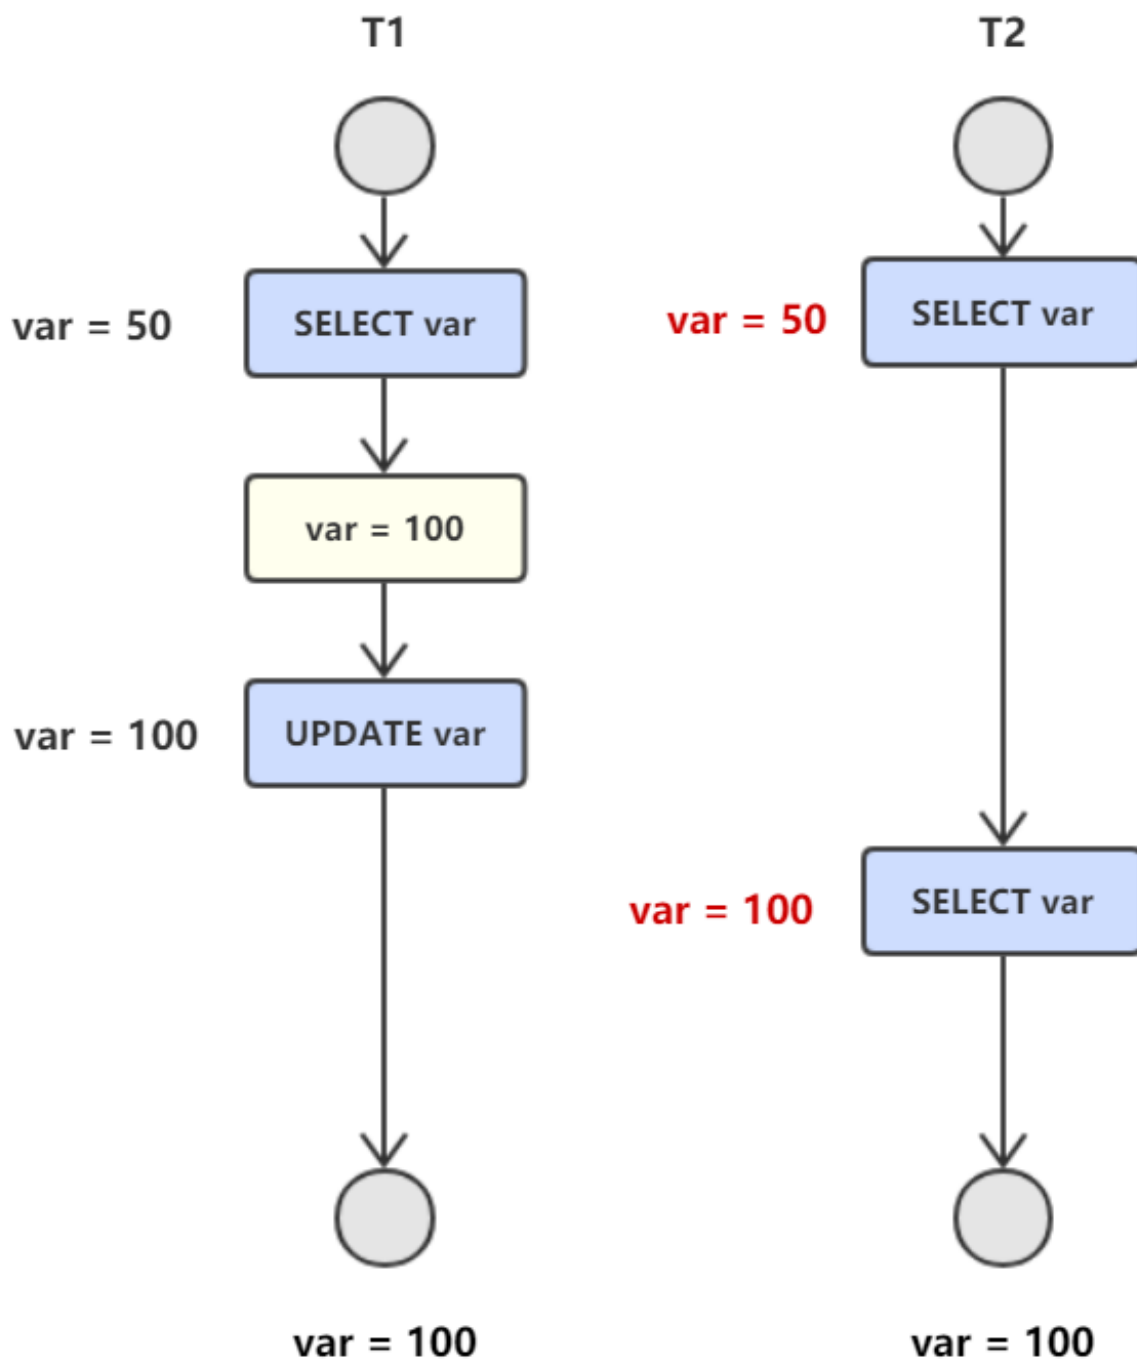 T1
T2
var = 50
SELECT var
var = 50
SELECT var
var = 100
var = 100
UPDATE var
var = 100
SELECT var
var = 100
var = 100